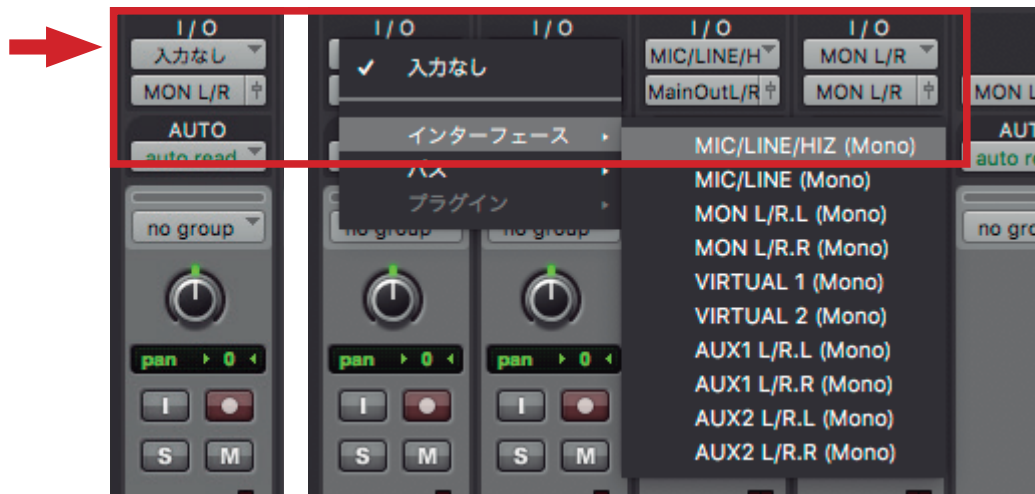 I / O
入力なし
MON L/R
AUTO
auto read
no group
pan
0
I
S M
I / O
I / O
I / O
I / O
✓ 入力なし
インターフェース
バス
プラグイン
MIC/LINE/H
MON L/R
MainOutL/R
MON L/R
MON L
AUT
auto re
MIC/LINE/HIZ (Mono)
MIC/LINE (Mono)
MON L/R.L (Mono)
MON L/R.R (Mono)
VIRTUAL 1 (Mono)
VIRTUAL 2 (Mono)
AUX1 L/R.L (Mono)
AUX1 L/R.R (Mono)
AUX2 L/R.L (Mono)
AUX2 L/R.R (Mono)
no group
no group
no gro
pan 0
pan 0
I
I
S M
S M